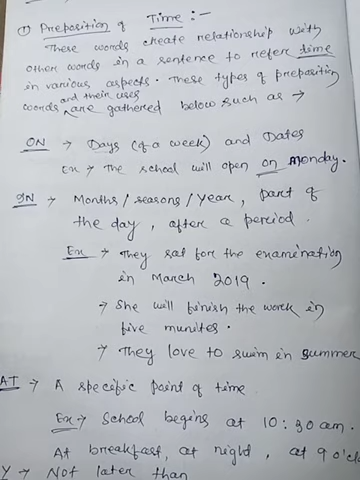 ① Preposition of Time :-
These words create relationship with
other words in a sentence to refer time
in various aspects. These types of preposition
and their uses
words are gathered below such as →
ON → Days (of a week) and Dates
Ex → The school will open on monday.
IN → Months / seasons / year, part of
the day, after a period.
Ex → They sat for the examination
in March 2019.
→ She will finish the work in
five munites.
→ They love to swim in summer
AT → A specific point of time
Ex → School begins at 10:30 am.
At breakfast, at night, at 9 o'cl
Y → Not later than